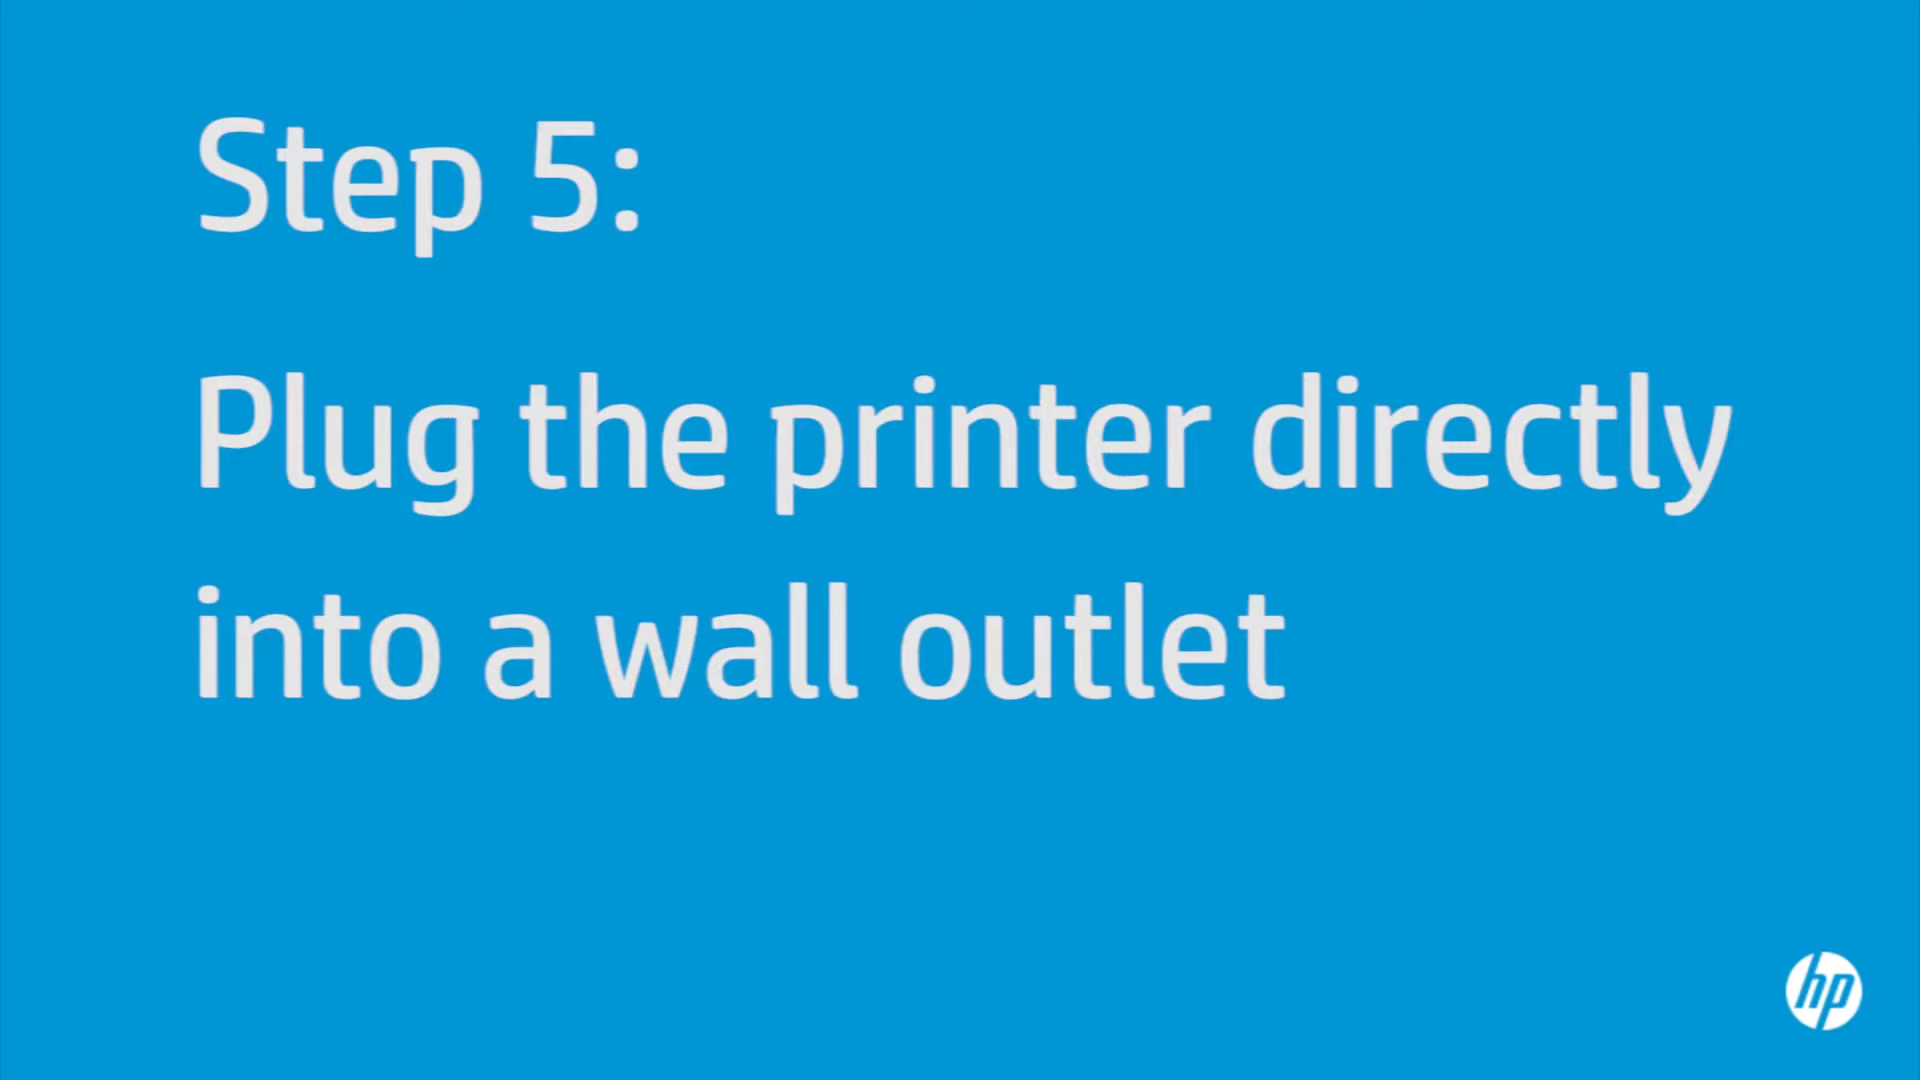 Step 5:
Plug the printer directly
into a wall outlet
hp